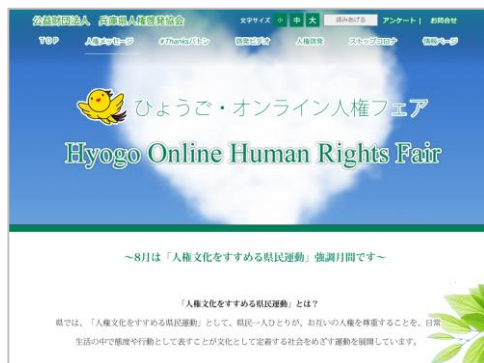 公益財団法人 兵庫県人権啓発協会 文字サイズ 小 中 大 読みあげる アンケート | お問合せ
TOP 人権メッセージ #Thanksバトン 啓発ビデオ 人権啓発 ストップコロナ 情報ページ
ひょうご・オンライン人権フェア
Hyogo Online Human Rights Fair
～8月は「人権文化をすすめる県民運動」強調月間です～
「人権文化をすすめる県民運動」とは？
県では、「人権文化をすすめる県民運動」として、県民一人ひとりが、お互いの人権を尊重することを、日常
生活の中で態度や行動として表すことが文化として定着する社会をめざす運動を展開しています。